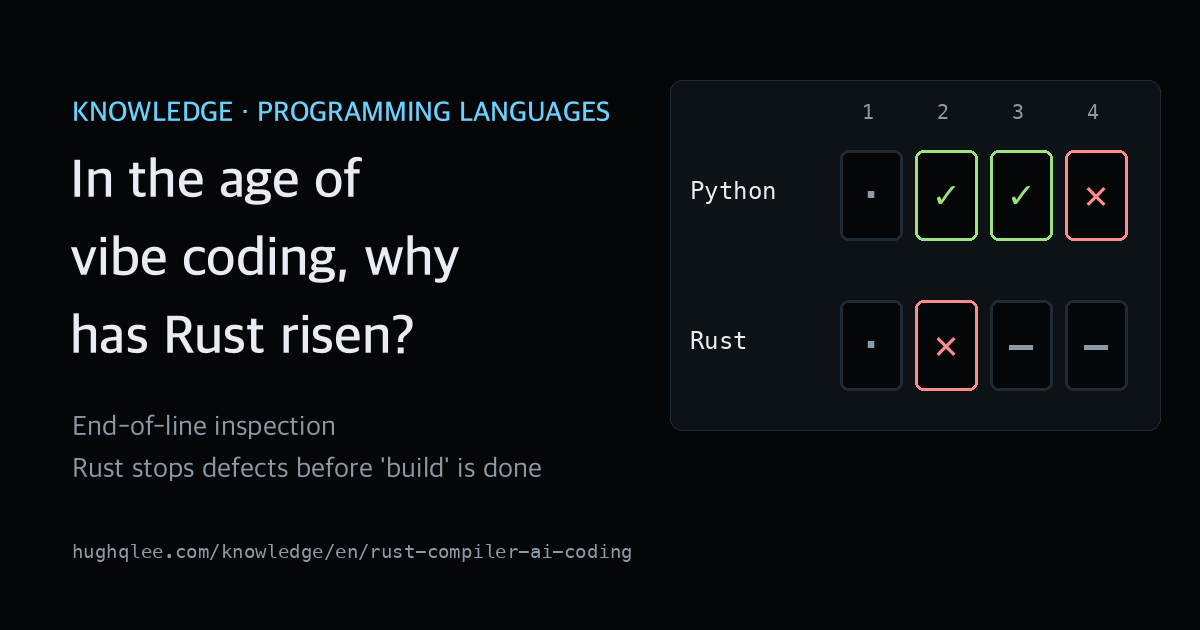 KNOWLEDGE · PROGRAMMING LANGUAGES
In the age of
vibe coding, why
has Rust risen?
End-of-line inspection
Rust stops defects before 'build' is done
hughqlee.com/knowledge/en/rust-compiler-ai-coding
1 2 3 4
Python · ✓ ✓ ✕
Rust · ✕ — —